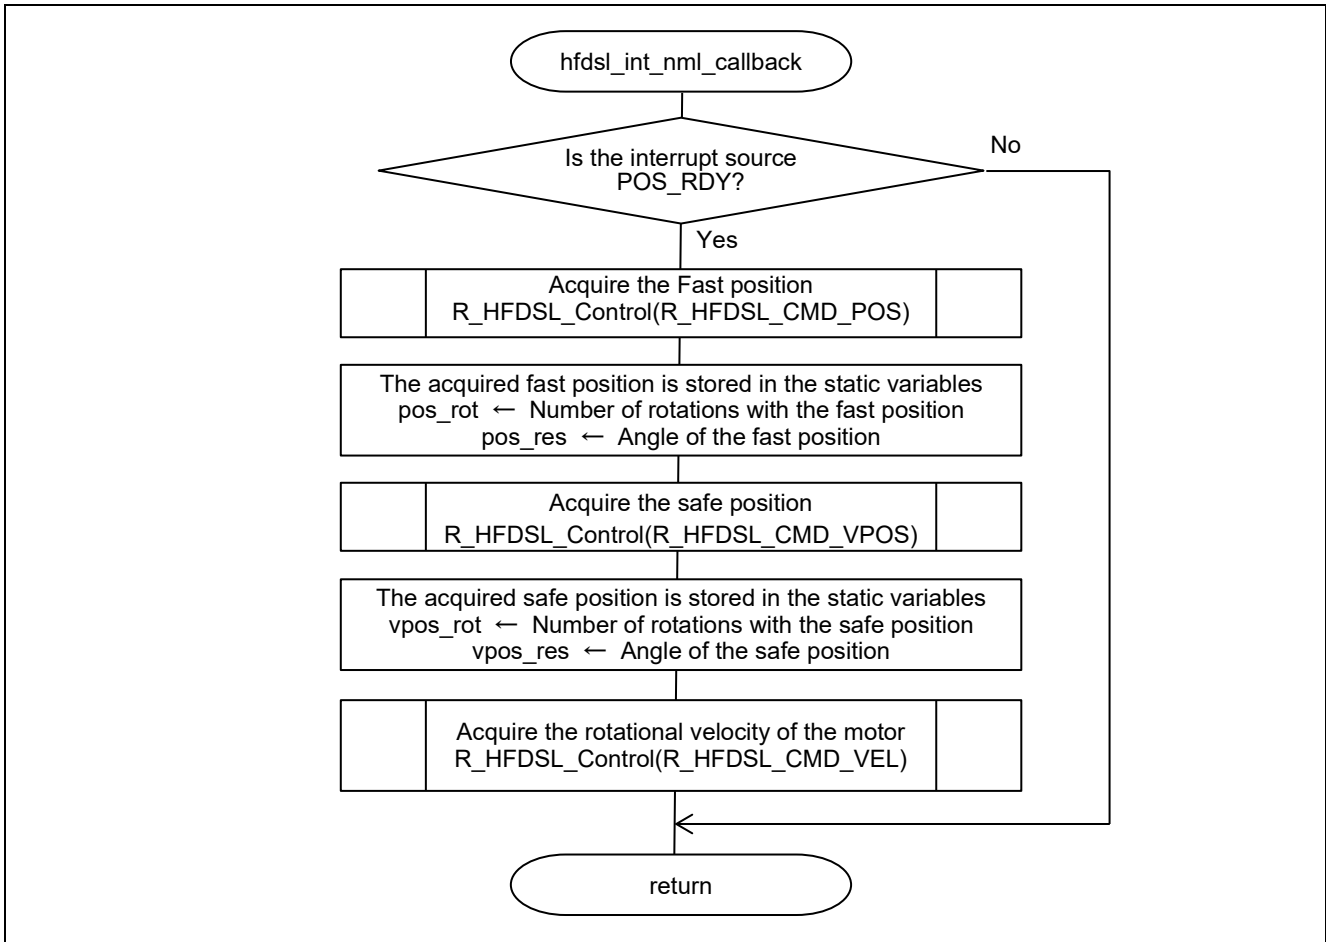 hfdsl_int_nml_callback
Is the interrupt source
POS_RDY?
No
Yes
Acquire the Fast position
R_HFDSL_Control(R_HFDSL_CMD_POS)
The acquired fast position is stored in the static variables
pos_rot ← Number of rotations with the fast position
pos_res ← Angle of the fast position
Acquire the safe position
R_HFDSL_Control(R_HFDSL_CMD_VPOS)
The acquired safe position is stored in the static variables
vpos_rot ← Number of rotations with the safe position
vpos_res ← Angle of the safe position
Acquire the rotational velocity of the motor
R_HFDSL_Control(R_HFDSL_CMD_VEL)
return